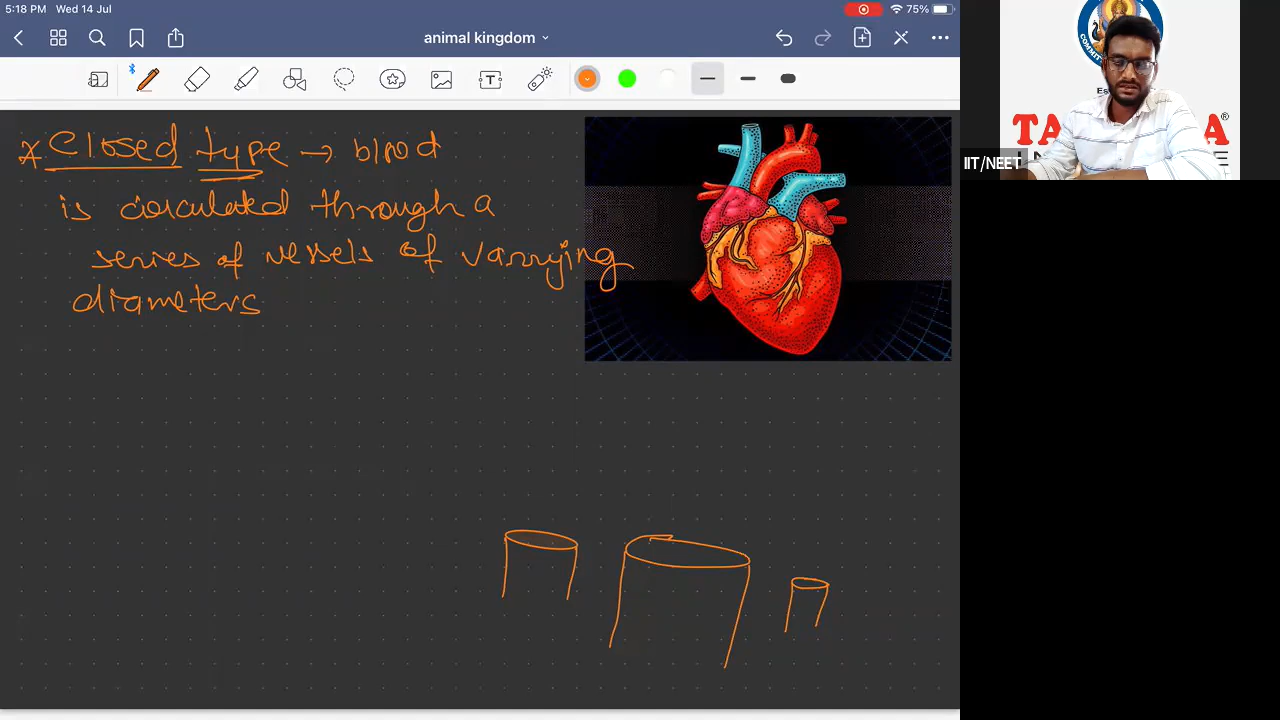 5:18 PM Wed 14 Jul
75%
animal kingdom
* Closed type → blood
is circulated through a
series of vessels of varrying
diameters
IIT/NEET